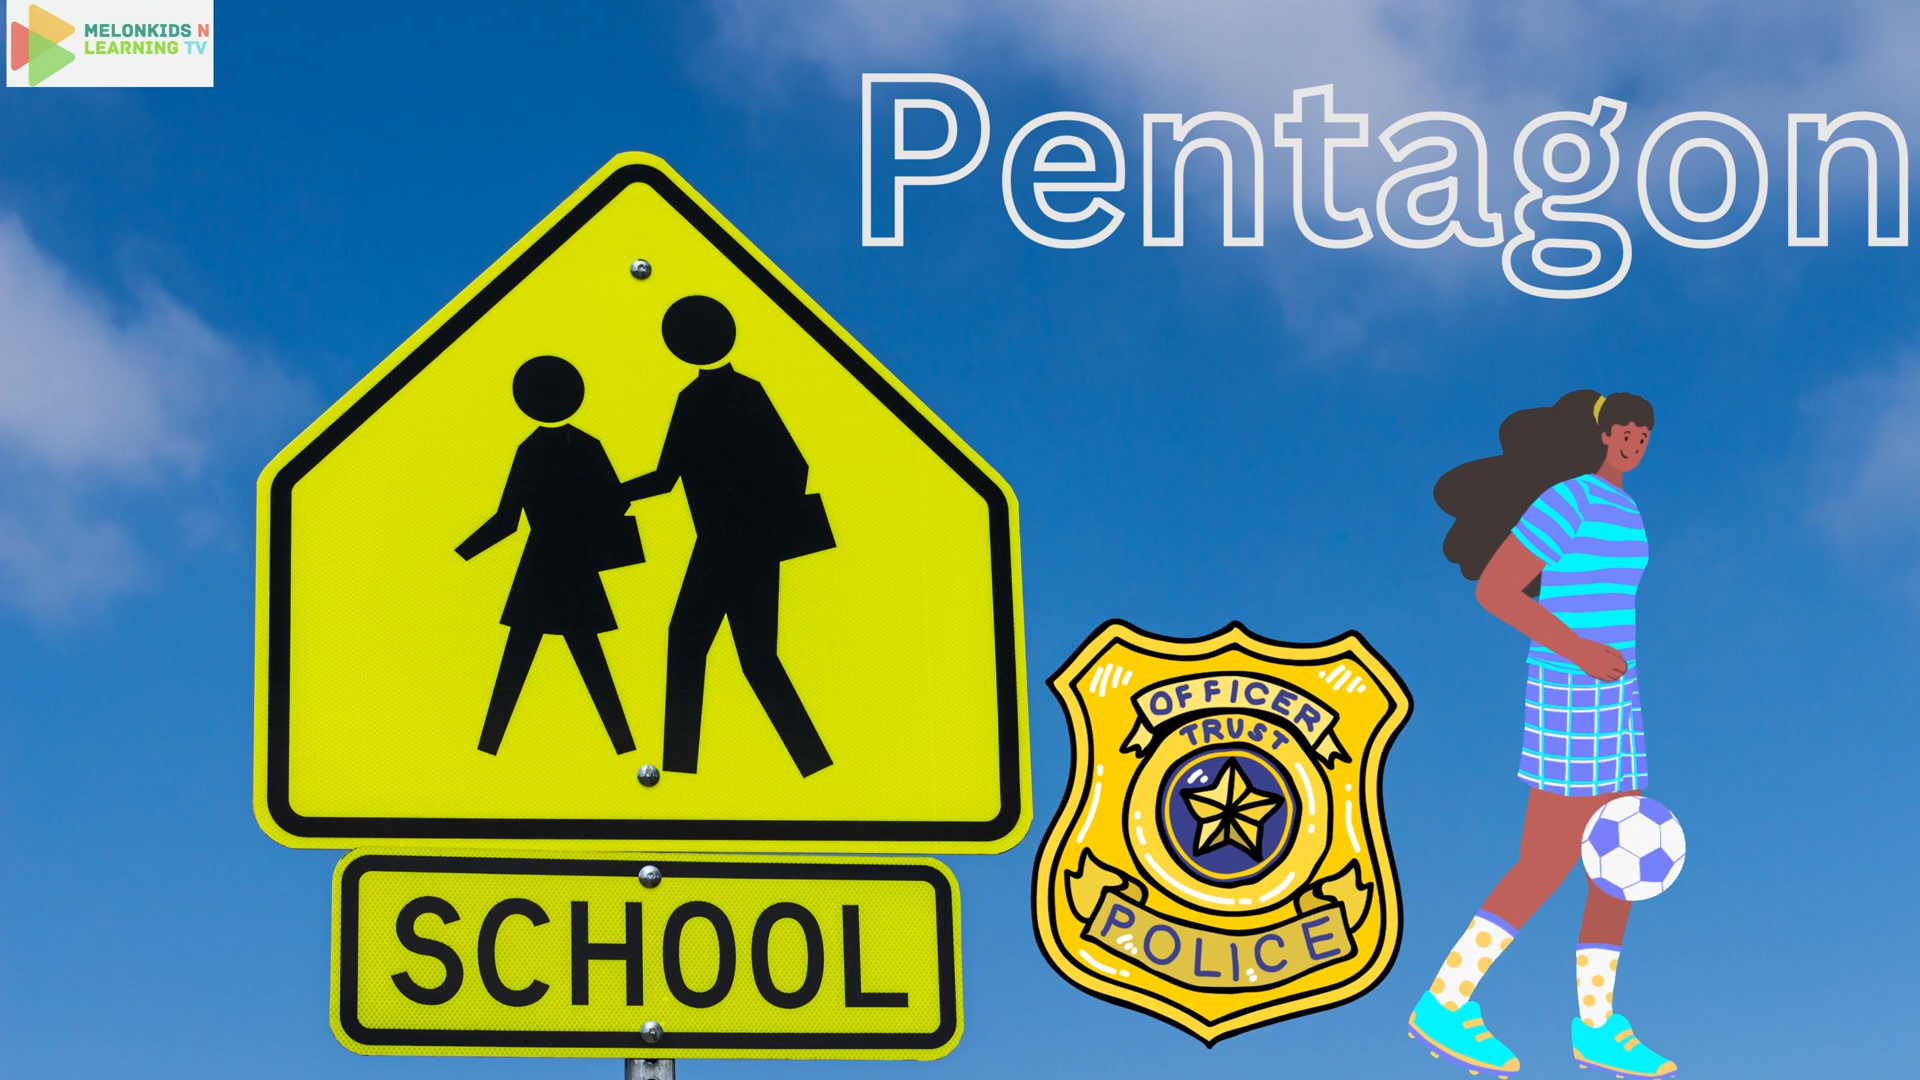 MELONKIDS N
LEARNING TV
Pentagon
OFFICER
TRUST
POLICE
SCHOOL